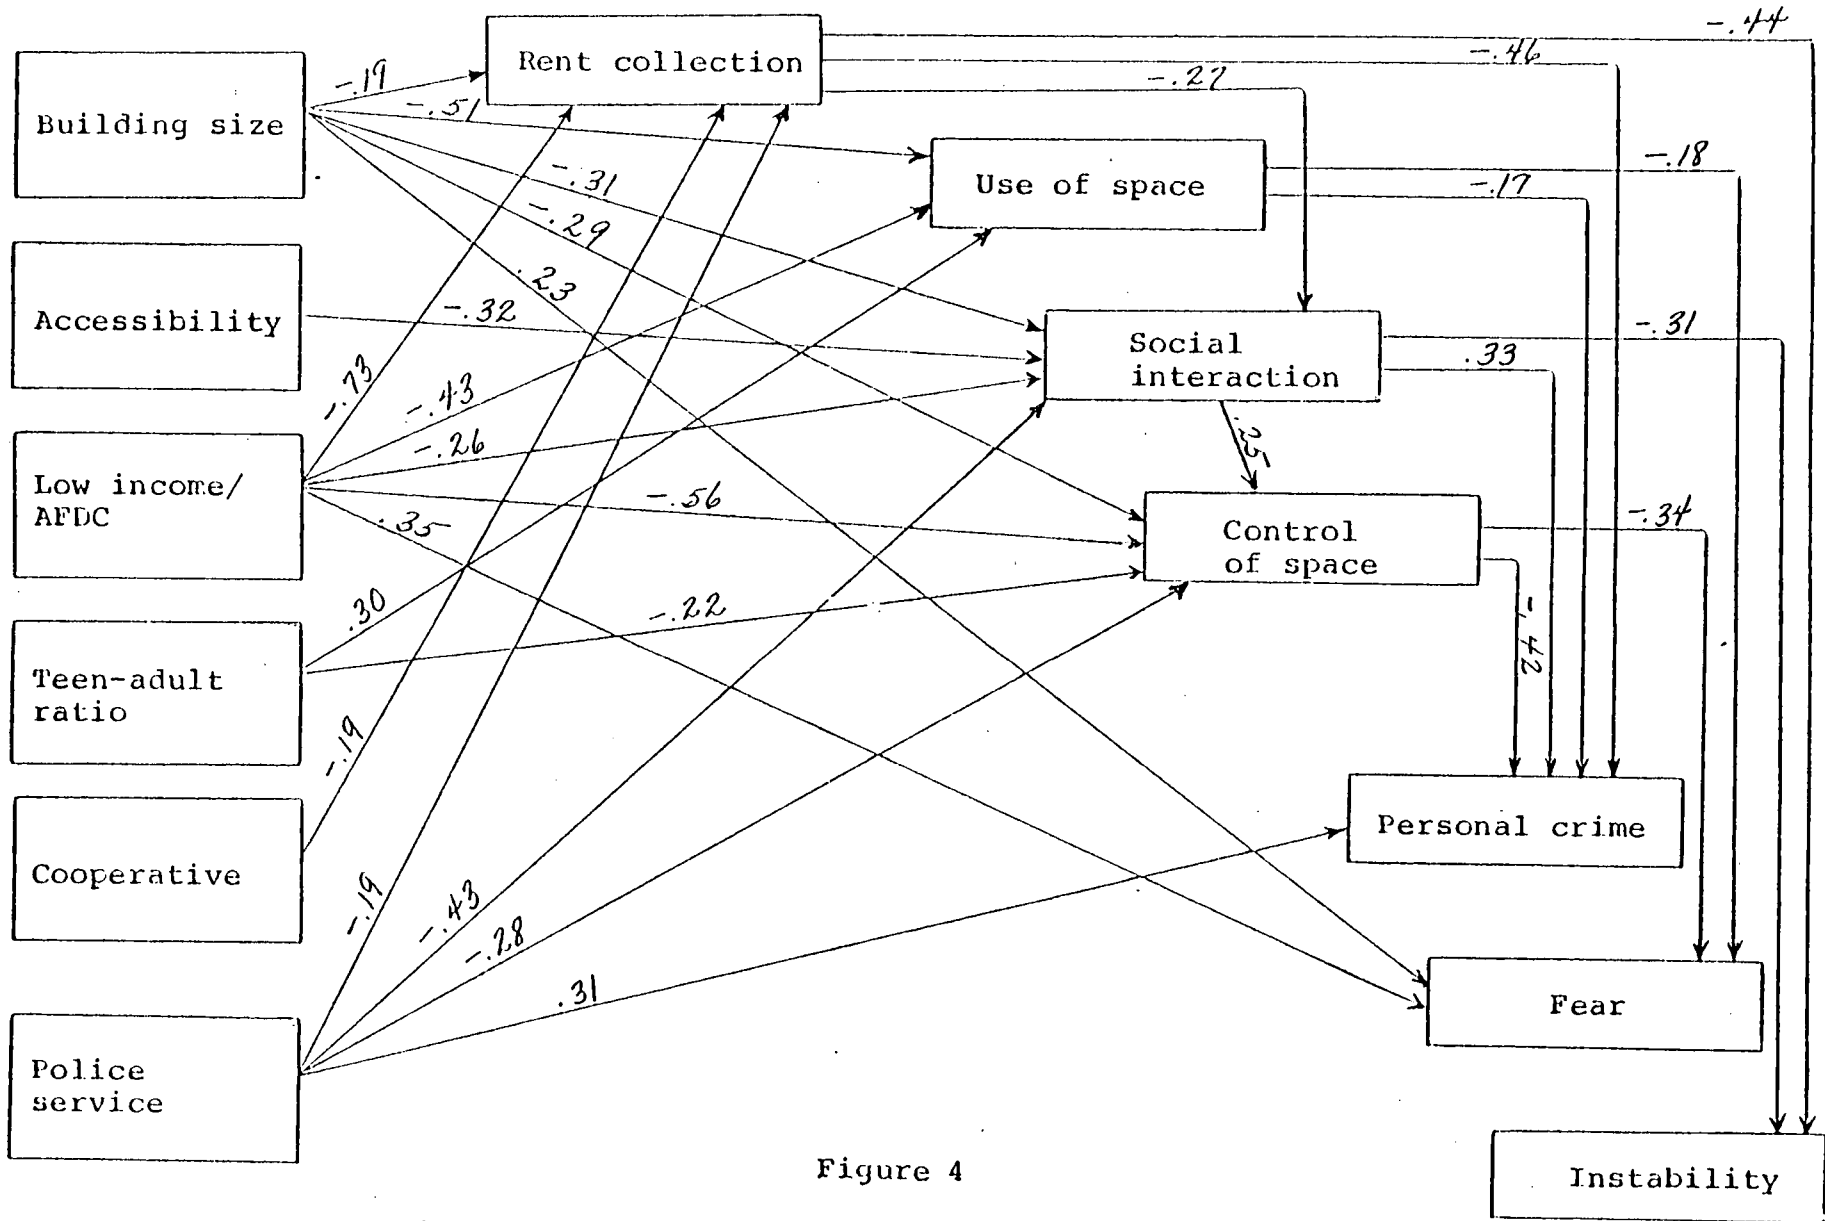 -.44
Rent collection
-.46
-.27
-.19
-.51
Building size
-.18
Use of space
-.17
-.31
-.29
.23
Accessibility
-.32
Social
interaction
-.31
.33
-.73
-.43
-.26
.25
Low income/
AFDC
-.56
.35
Control
of space
-.34
.30
-.22
-.42
Teen-adult
ratio
-.19
Personal crime
Cooperative
-.19
-.43
-.28
.31
Fear
Police
service
Figure 4
Instability